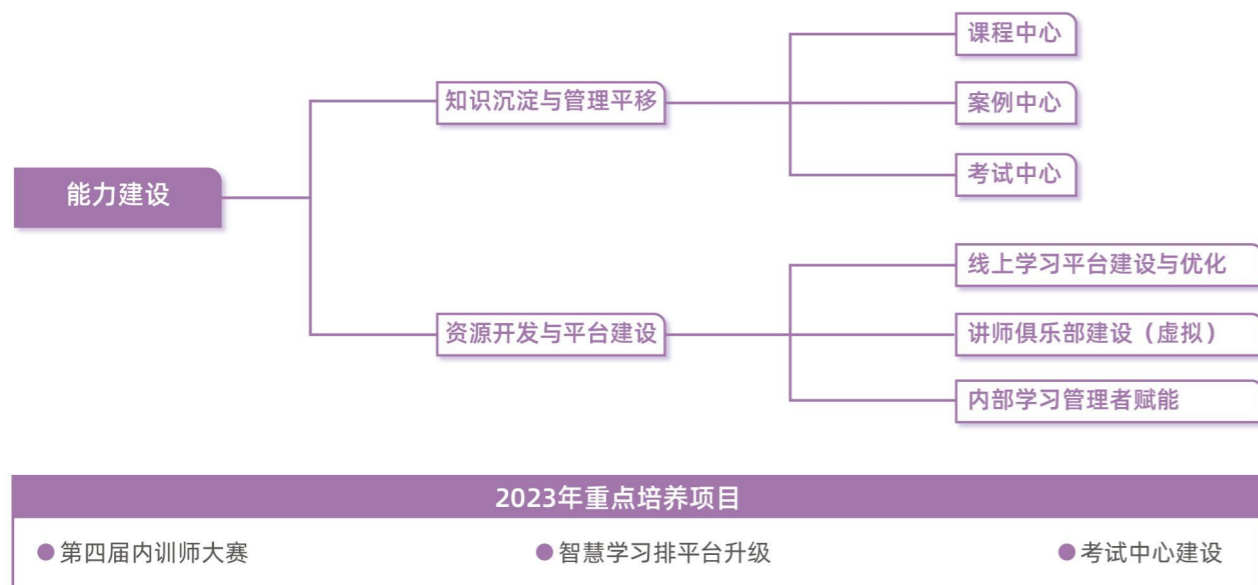 课程中心
知识沉淀与管理平移
案例中心
考试中心
能力建设
线上学习平台建设与优化
资源开发与平台建设
讲师俱乐部建设（虚拟）
内部学习管理者赋能
2023年重点培养项目
第四届内训师大赛
智慧学习排平台升级
考试中心建设